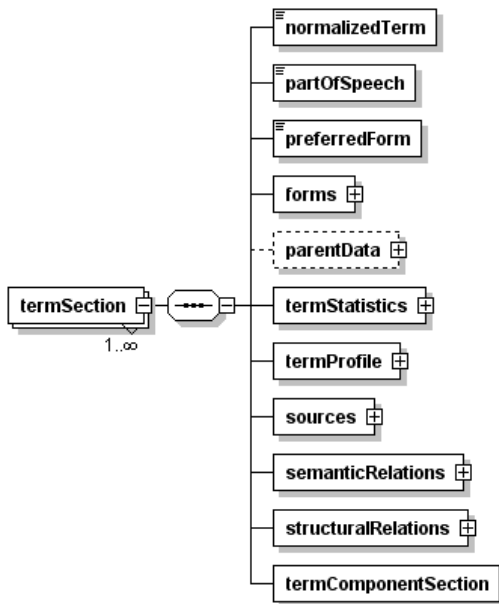 normalizedTerm
partOfSpeech
preferredForm
forms
parentData
termSection
1..∞
termStatistics
termProfile
sources
semanticRelations
structuralRelations
termComponentSection